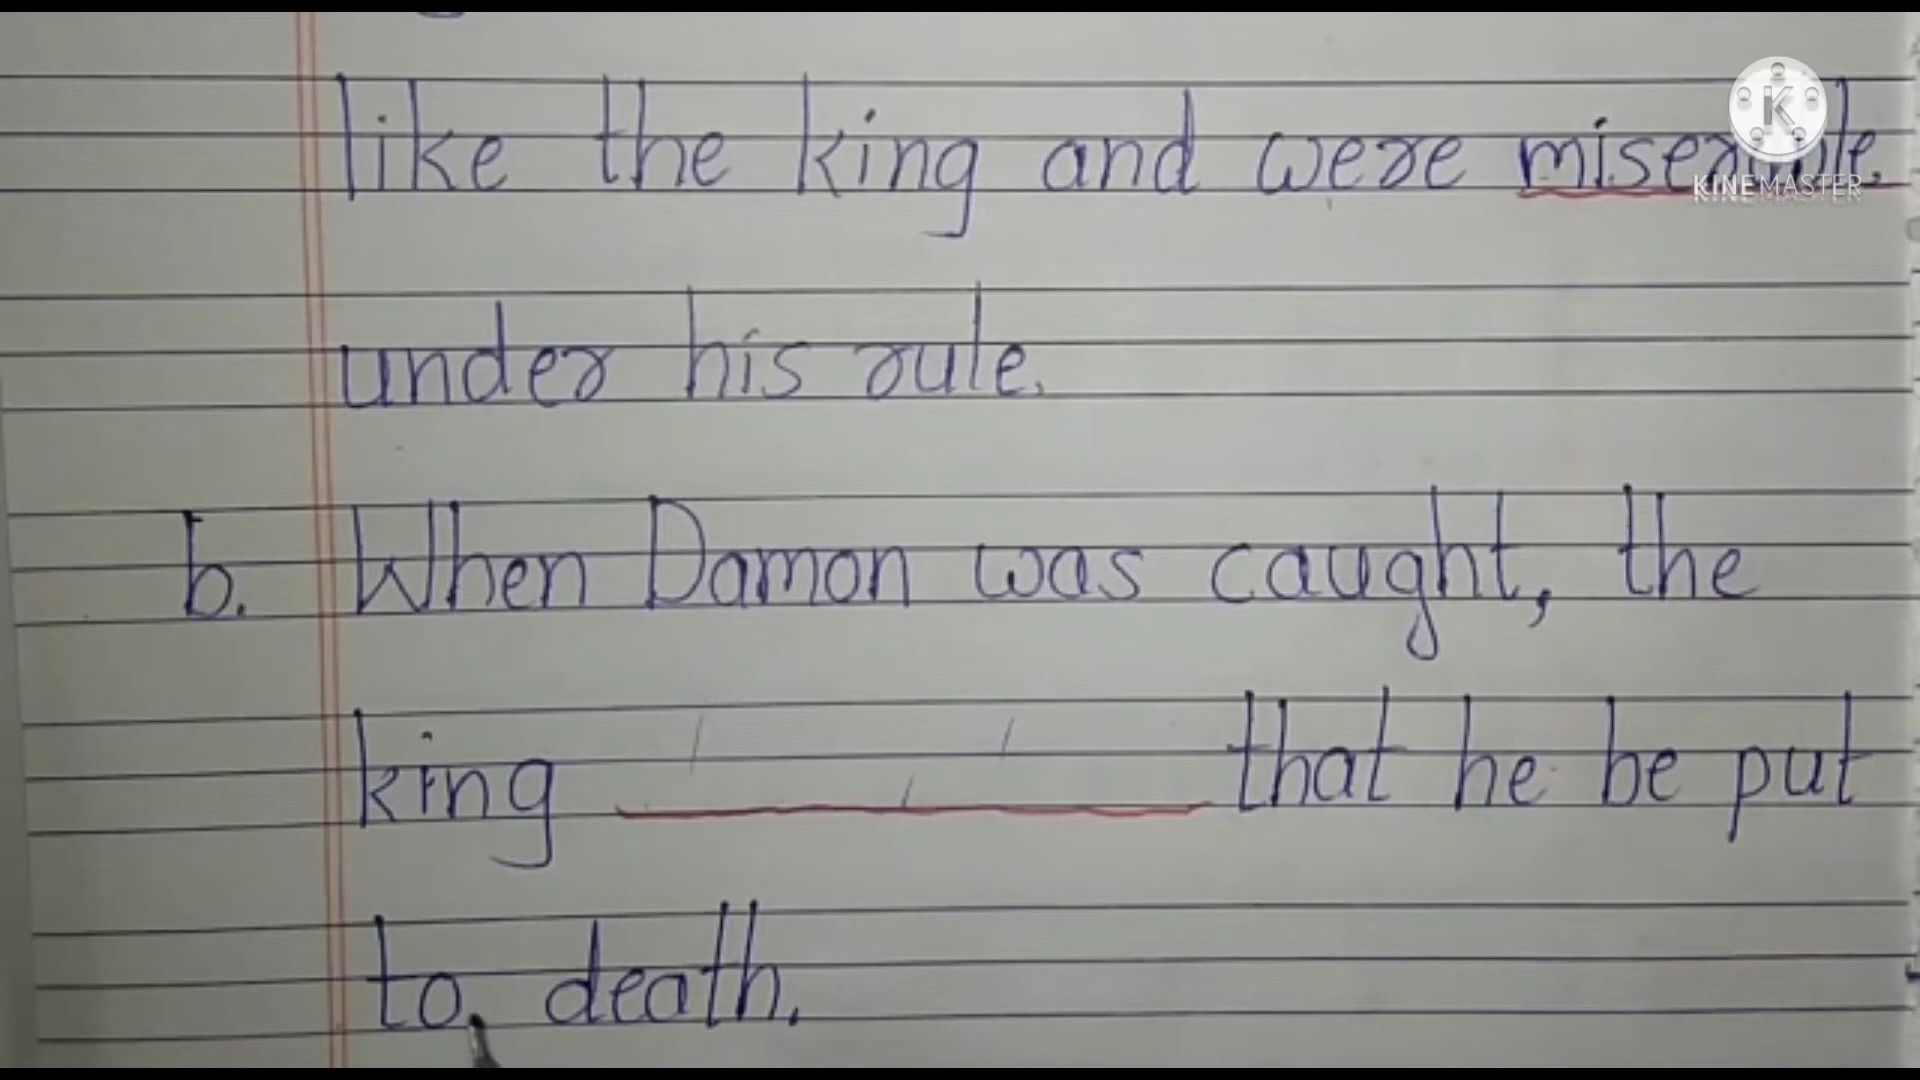 like the king and were miserable.
K
KINEMASTER
under his rule.
b. When Damon was caught, the
king ______ that he be put
to death.